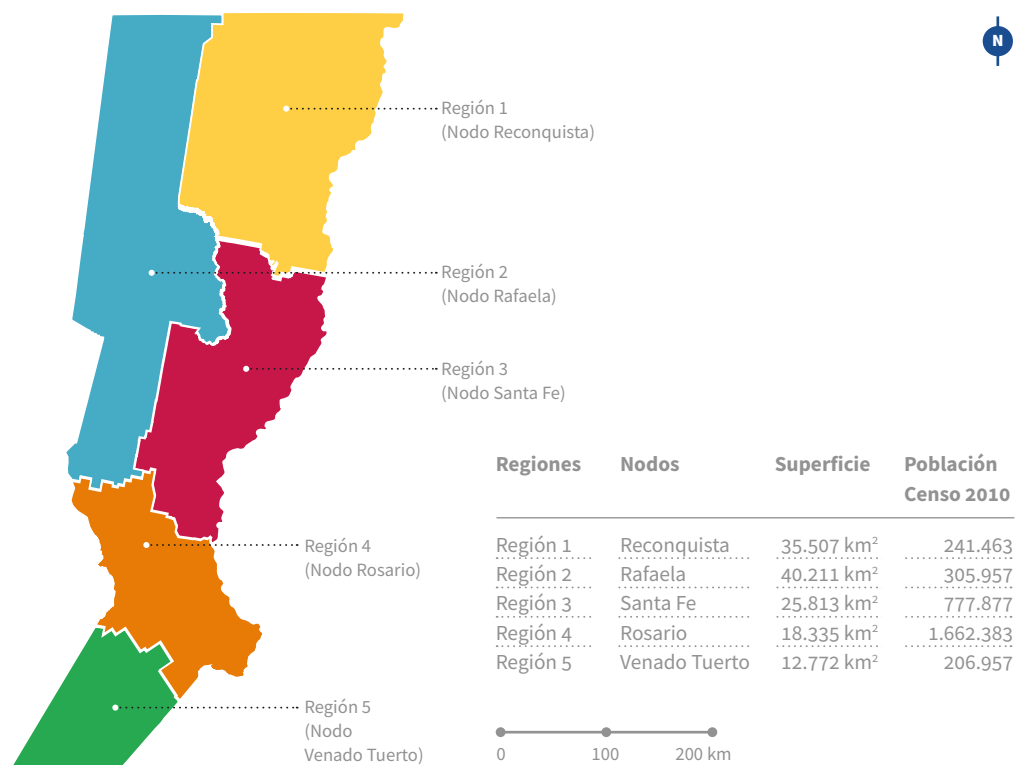 N
Región 1
(Nodo Reconquista)
Región 2
(Nodo Rafaela)
Región 3
(Nodo Santa Fe)
Región 4
(Nodo Rosario)
Región 5
(Nodo
Venado Tuerto)
Regiones Nodos Superficie Población
Censo 2010
Región 1 Reconquista 35.507 km² 241.463
Región 2 Rafaela 40.211 km² 305.957
Región 3 Santa Fe 25.813 km² 777.877
Región 4 Rosario 18.335 km² 1.662.383
Región 5 Venado Tuerto 12.772 km² 206.957
0 100 200 km